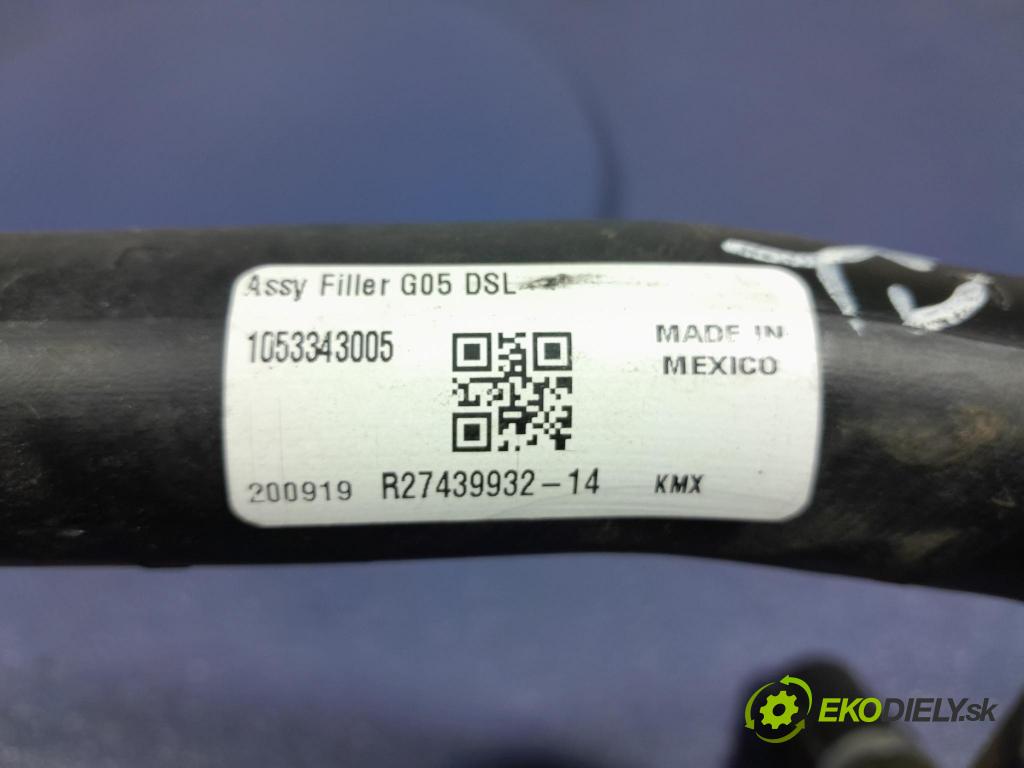 Assy Filler G05 DSL
1053343005
MADE IN
MEXICO
200919 R27439932-14 KMX
EKODIELY.sk